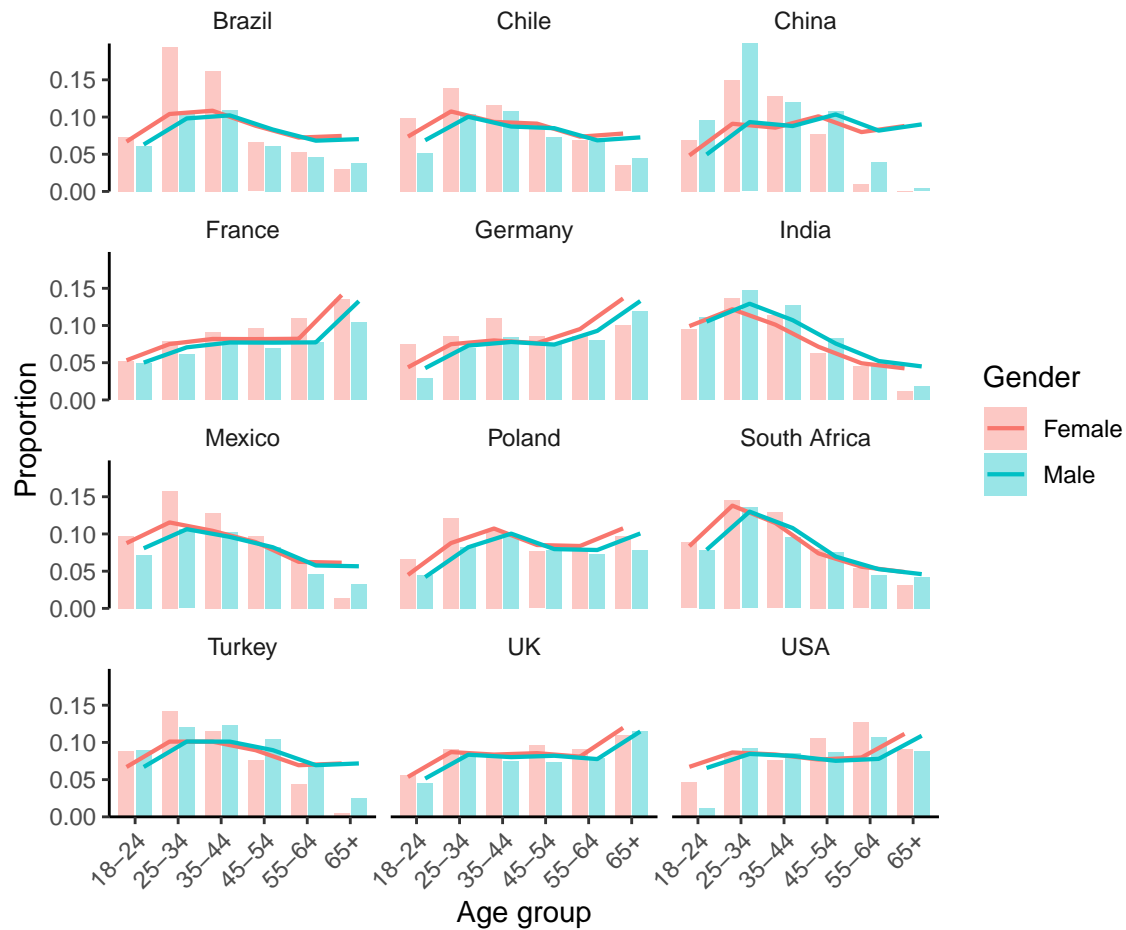 Brazil
Chile
China
0.15
0.10
0.05
0.00
France
Germany
India
0.15
0.10
0.05
0.00
Mexico
Poland
South Africa
0.15
0.10
0.05
0.00
Turkey
UK
USA
0.15
0.10
0.05
0.00
18−24
25−34
35−44
45−54
55−64
65+
18−24
25−34
35−44
45−54
55−64
65+
18−24
25−34
35−44
45−54
55−64
65+
Age group
Proportion
Gender
Female
Male